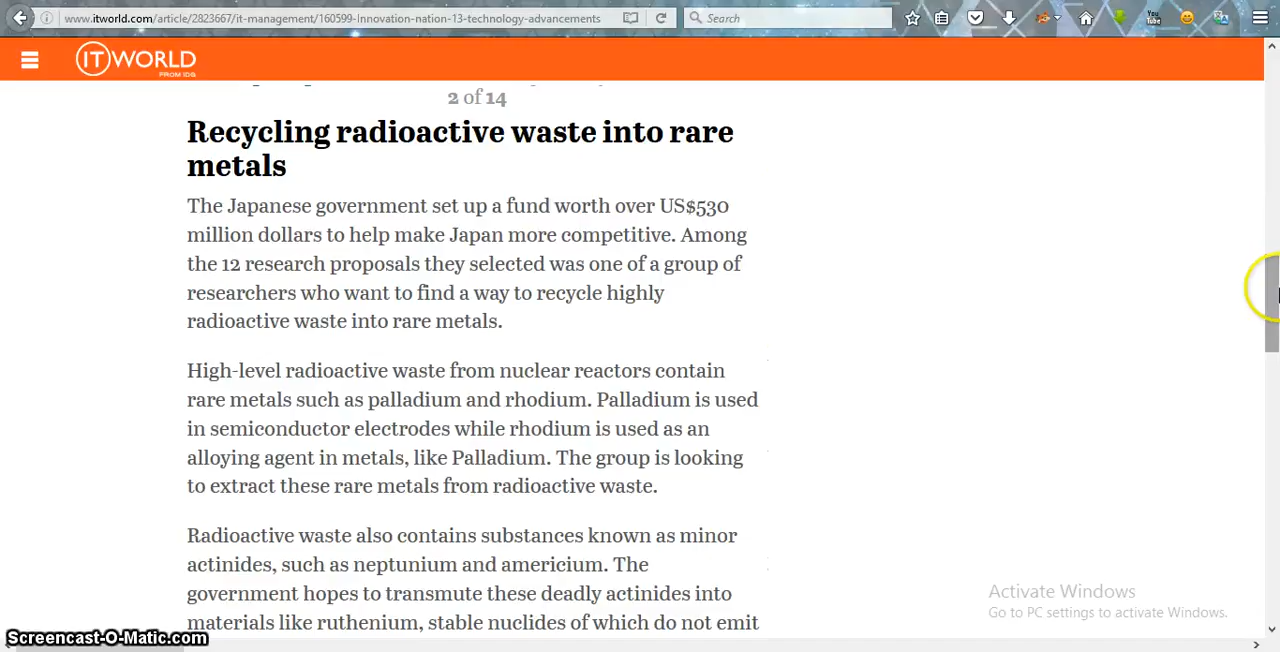 www.itworld.com/article/2823667/it-management/160599-Innovation-nation-13-technology-advancements
Search
You
Tube
ITWORLD
FROM IDG
2 of 14
Recycling radioactive waste into rare
metals
The Japanese government set up a fund worth over US$530
million dollars to help make Japan more competitive. Among
the 12 research proposals they selected was one of a group of
researchers who want to find a way to recycle highly
radioactive waste into rare metals.
High-level radioactive waste from nuclear reactors contain
rare metals such as palladium and rhodium. Palladium is used
in semiconductor electrodes while rhodium is used as an
alloying agent in metals, like Palladium. The group is looking
to extract these rare metals from radioactive waste.
Radioactive waste also contains substances known as minor
actinides, such as neptunium and americium. The
government hopes to transmute these deadly actinides into
materials like ruthenium, stable nuclides of which do not emit
Activate Windows
Go to PC settings to activate Windows.
Screencast-O-Matic.com